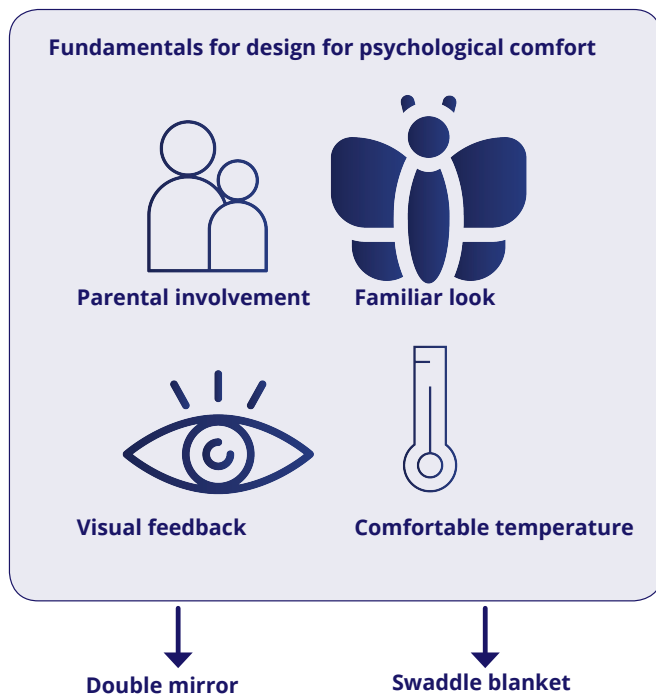 Fundamentals for design for psychological comfort
Parental involvement
Familiar look
Visual feedback
Comfortable temperature
Double mirror
Swaddle blanket